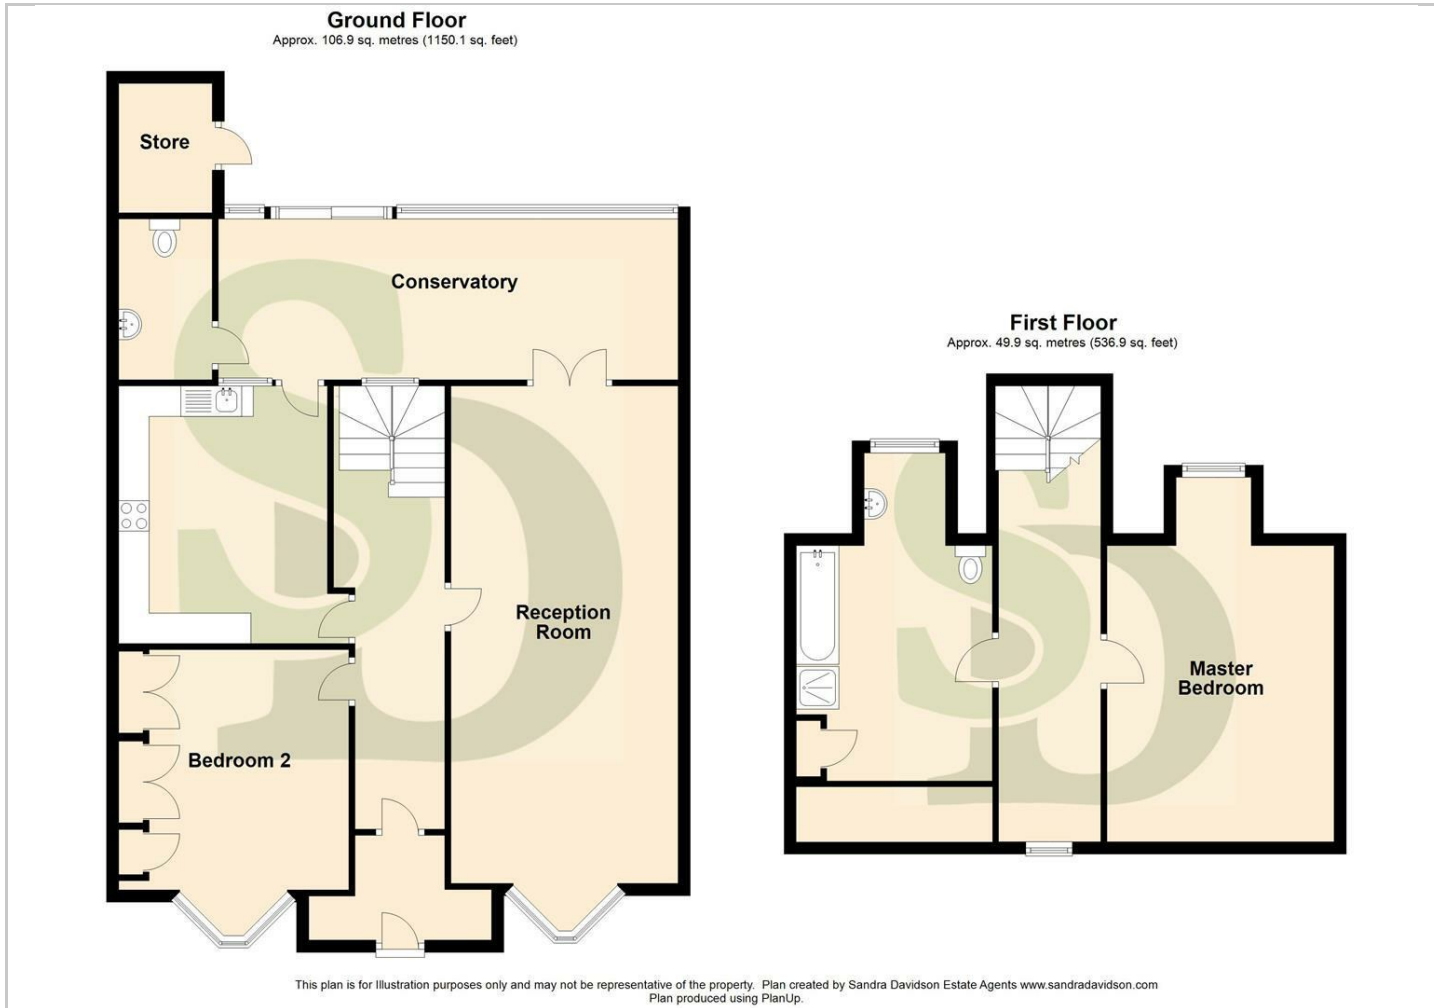 Ground Floor
Approx. 106.9 sq. metres (1150.1 sq. feet)
Store
Conservatory
First Floor
Approx. 49.9 sq. metres (536.9 sq. feet)
Reception
Room
Master
Bedroom
Bedroom 2
This plan is for Illustration purposes only and may not be representative of the property. Plan created by Sandra Davidson Estate Agents www.sandradavidson.com
Plan produced using PlanUp.
SD
SD